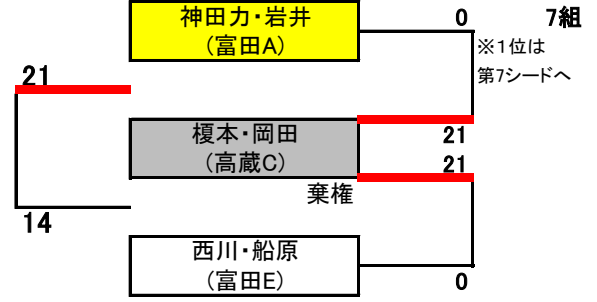 神田力・岩井
(富田A)
0
7組
※1位は
第7シードへ
21
榎本・岡田
(高蔵C)
21
21
棄権
14
西川・船原
(富田E)
0